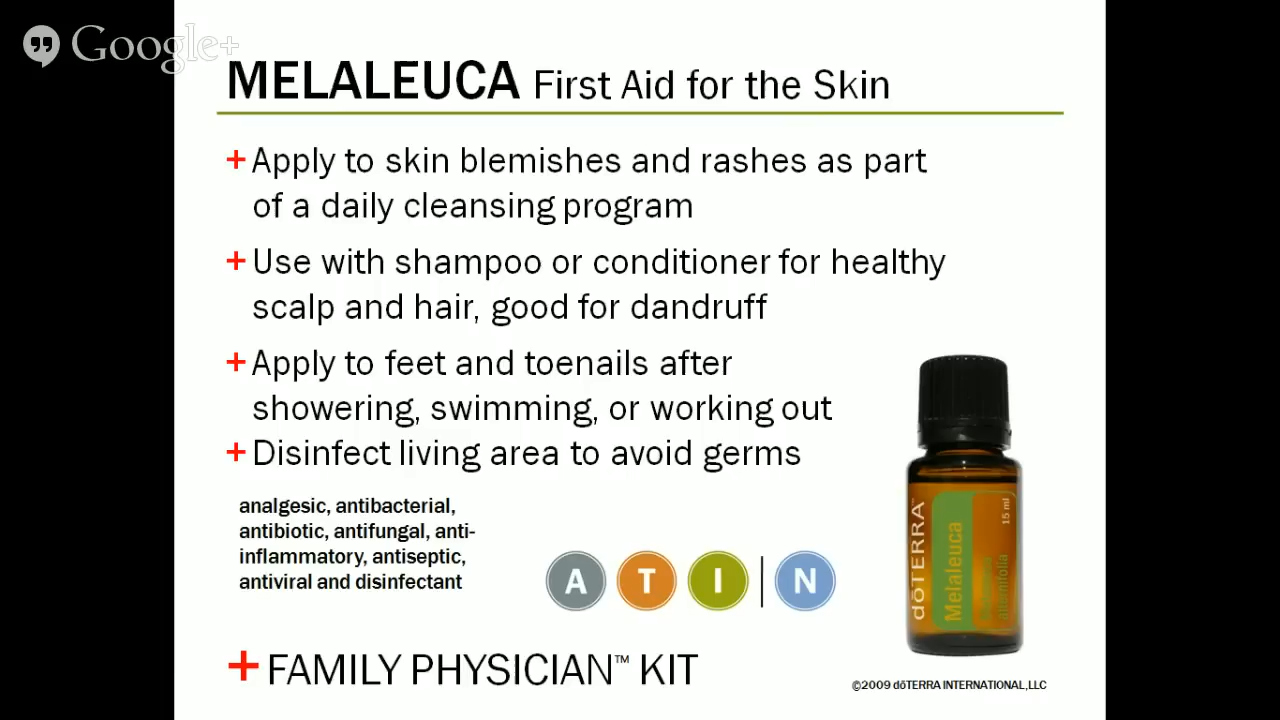 Google+
MELALEUCA First Aid for the Skin
+ Apply to skin blemishes and rashes as part
of a daily cleansing program
+ Use with shampoo or conditioner for healthy
scalp and hair, good for dandruff
+ Apply to feet and toenails after
showering, swimming, or working out
+ Disinfect living area to avoid germs
analgesic, antibacterial,
antibiotic, antifungal, anti-
inflammatory, antiseptic,
antiviral and disinfectant
A T I | N
dōTERRA™
Melaleuca
alternifolia
15 ml
+ FAMILY PHYSICIAN™ KIT
©2009 dōTERRA INTERNATIONAL,LLC